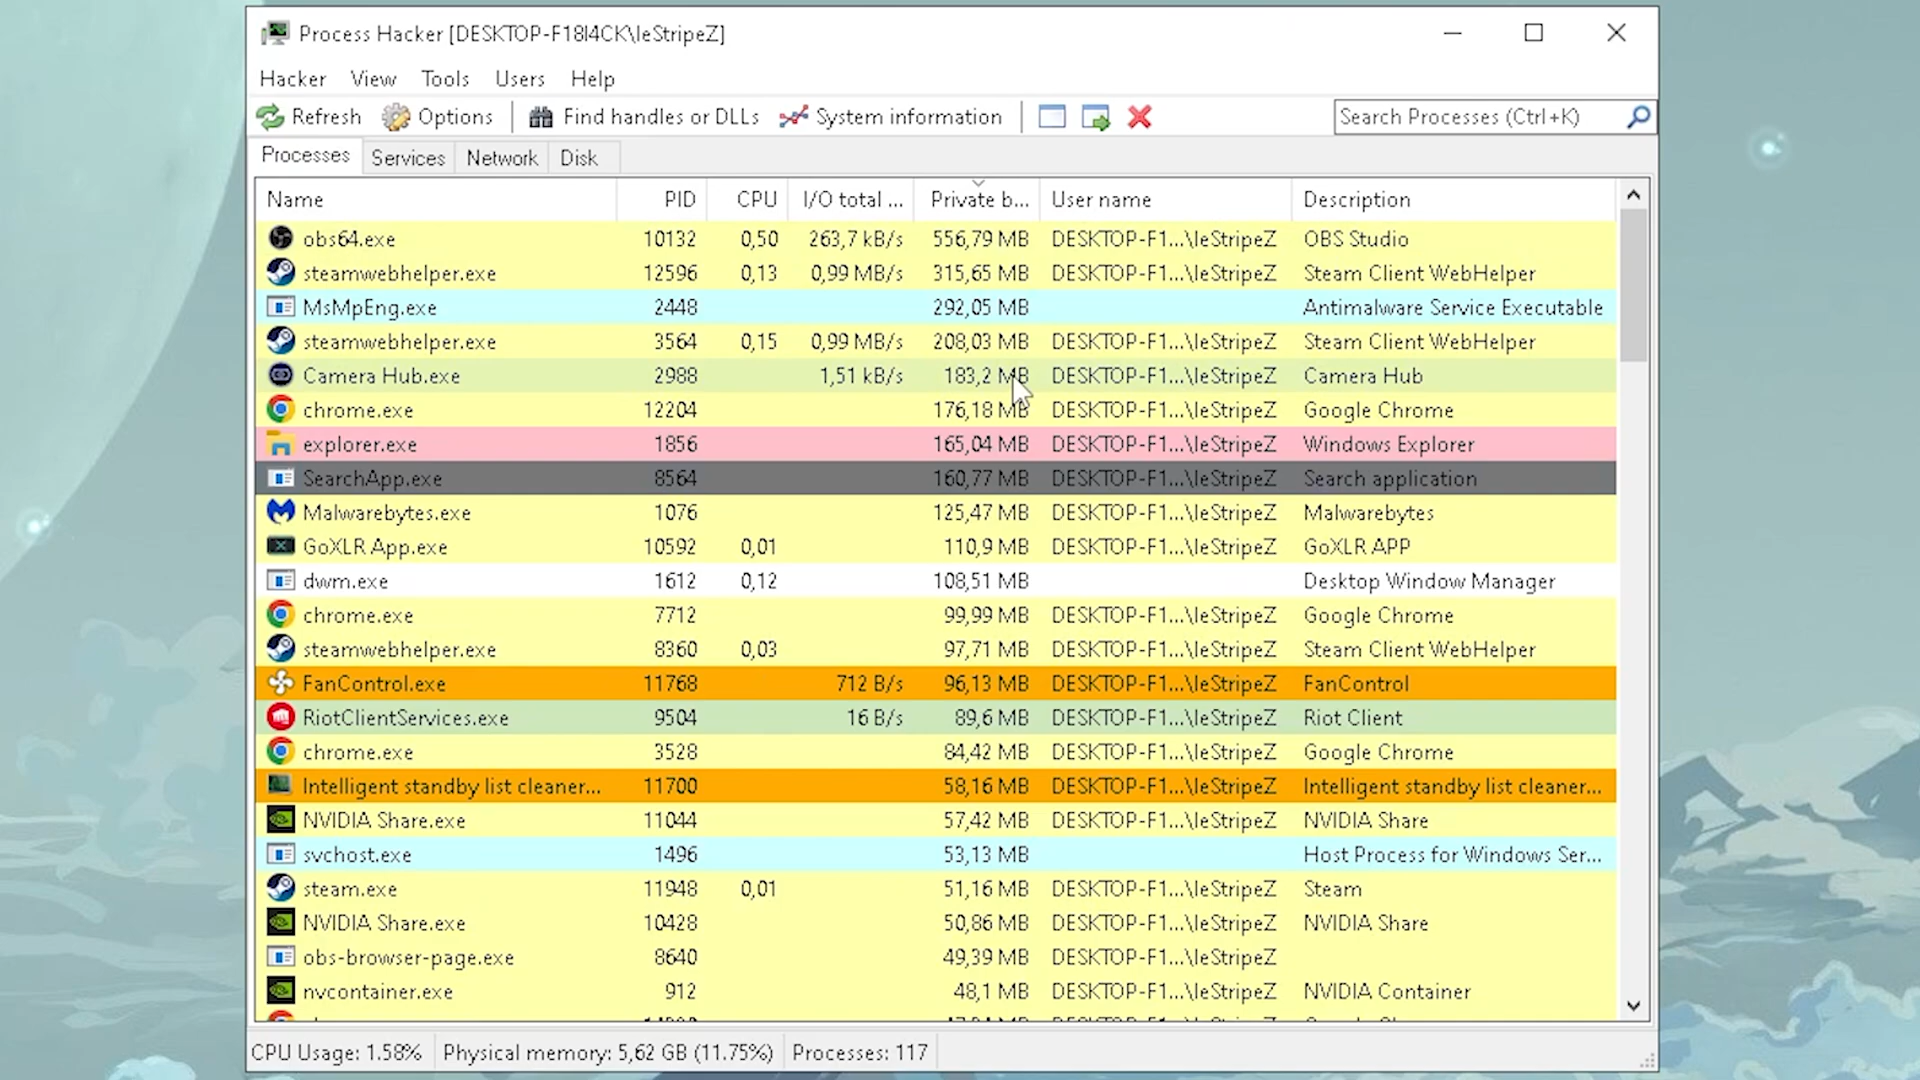 Process Hacker [DESKTOP-F18I4CK\leStripeZ]
Hacker View Tools Users Help
Refresh Options Find handles or DLLs System information Search Processes (Ctrl+K)
Processes Services Network Disk
Name PID CPU I/O total ... Private b... User name Description
obs64.exe 10132 0,50 263,7 kB/s 556,79 MB DESKTOP-F1...\leStripeZ OBS Studio
steamwebhelper.exe 12596 0,13 0,99 MB/s 315,65 MB DESKTOP-F1...\leStripeZ Steam Client WebHelper
MsMpEng.exe 2448 292,05 MB Antimalware Service Executable
steamwebhelper.exe 3564 0,15 0,99 MB/s 208,03 MB DESKTOP-F1...\leStripeZ Steam Client WebHelper
Camera Hub.exe 2988 1,51 kB/s 183,2 MB DESKTOP-F1...\leStripeZ Camera Hub
chrome.exe 12204 176,18 MB DESKTOP-F1...\leStripeZ Google Chrome
explorer.exe 1856 165,04 MB DESKTOP-F1...\leStripeZ Windows Explorer
SearchApp.exe 8564 160,77 MB DESKTOP-F1...\leStripeZ Search application
Malwarebytes.exe 1076 125,47 MB DESKTOP-F1...\leStripeZ Malwarebytes
GoXLR App.exe 10592 0,01 110,9 MB DESKTOP-F1...\leStripeZ GoXLR APP
dwm.exe 1612 0,12 108,51 MB Desktop Window Manager
chrome.exe 7712 99,99 MB DESKTOP-F1...\leStripeZ Google Chrome
steamwebhelper.exe 8360 0,03 97,71 MB DESKTOP-F1...\leStripeZ Steam Client WebHelper
FanControl.exe 11768 712 B/s 96,13 MB DESKTOP-F1...\leStripeZ FanControl
RiotClientServices.exe 9504 16 B/s 89,6 MB DESKTOP-F1...\leStripeZ Riot Client
chrome.exe 3528 84,42 MB DESKTOP-F1...\leStripeZ Google Chrome
Intelligent standby list cleaner... 11700 58,16 MB DESKTOP-F1...\leStripeZ Intelligent standby list cleaner...
NVIDIA Share.exe 11044 57,42 MB DESKTOP-F1...\leStripeZ NVIDIA Share
svchost.exe 1496 53,13 MB Host Process for Windows Ser...
steam.exe 11948 0,01 51,16 MB DESKTOP-F1...\leStripeZ Steam
NVIDIA Share.exe 10428 50,86 MB DESKTOP-F1...\leStripeZ NVIDIA Share
obs-browser-page.exe 8640 49,39 MB DESKTOP-F1...\leStripeZ
nvcontainer.exe 912 48,1 MB DESKTOP-F1...\leStripeZ NVIDIA Container
CPU Usage: 1.58% Physical memory: 5,62 GB (11.75%) Processes: 117